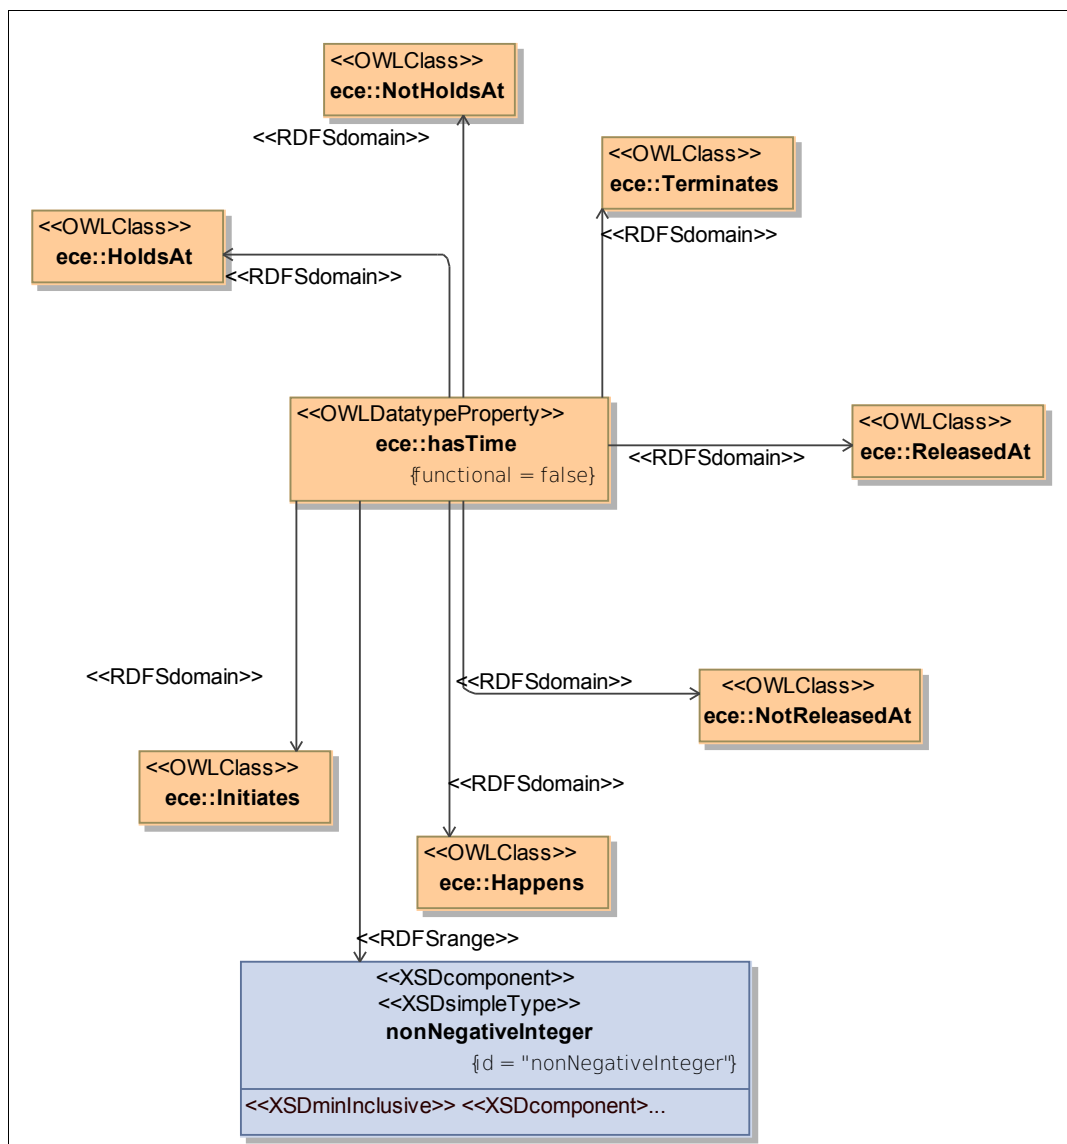 <<OWLClass>>
ece::NotHoldsAt
<<RDFSdomain>>
<<OWLClass>>
ece::Terminates
<<RDFSdomain>>
<<OWLClass>>
ece::HoldsAt
<<RDFSdomain>>
<<OWLDatatypeProperty>>
ece::hasTime
{functional = false}
<<OWLClass>>
ece::ReleasedAt
<<RDFSdomain>>
<<RDFSdomain>>
<<RDFSdomain>>
<<OWLClass>>
ece::NotReleasedAt
<<OWLClass>>
ece::Initiates
<<RDFSdomain>>
<<OWLClass>>
ece::Happens
<<RDFSrange>>
<<XSDcomponent>>
<<XSDsimpleType>>
nonNegativeInteger
{id = "nonNegativeInteger"}
<<XSDminInclusive>> <<XSDcomponent>...